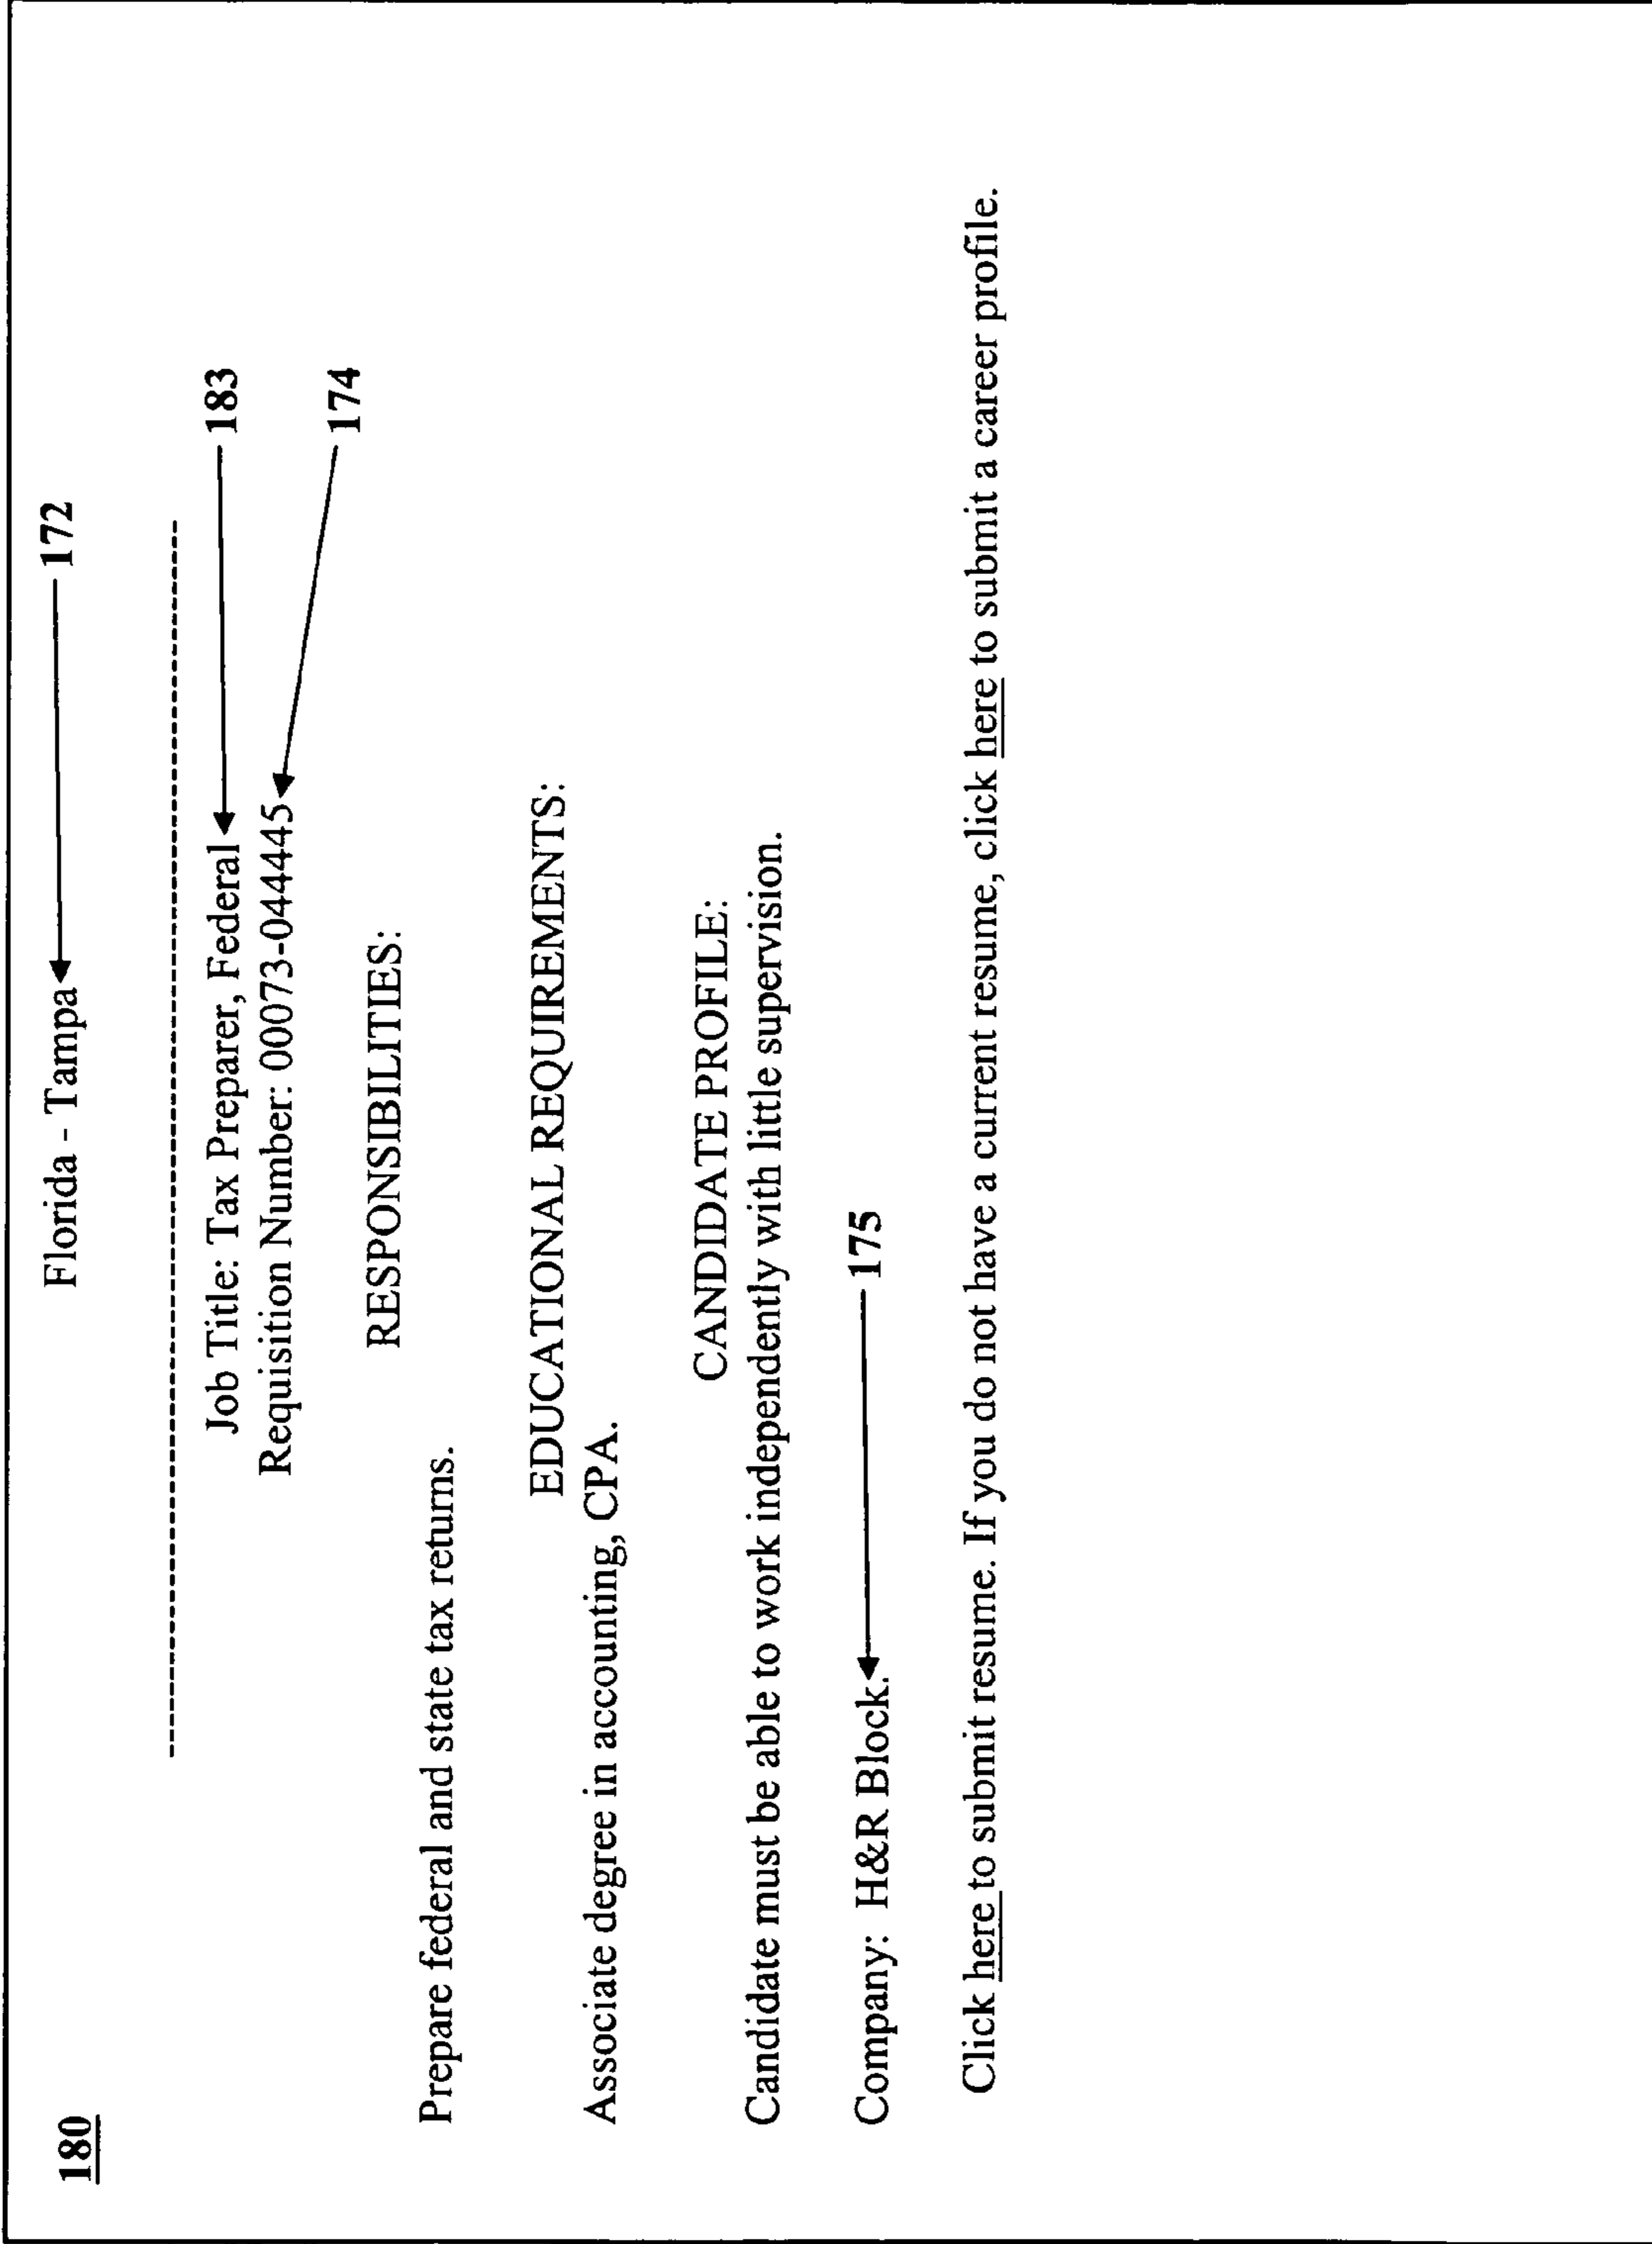 180
Florida - Tampa 172
Job Title: Tax Preparer, Federal 183
Requisition Number: 00073-044445 174
RESPONSIBILITIES:
Prepare federal and state tax returns.
EDUCATIONAL REQUIREMENTS:
Associate degree in accounting, CPA.
CANDIDATE PROFILE:
Candidate must be able to work independently with little supervision.
Company: H&R Block. 175
Click here to submit resume. If you do not have a current resume, click here to submit a career profile.